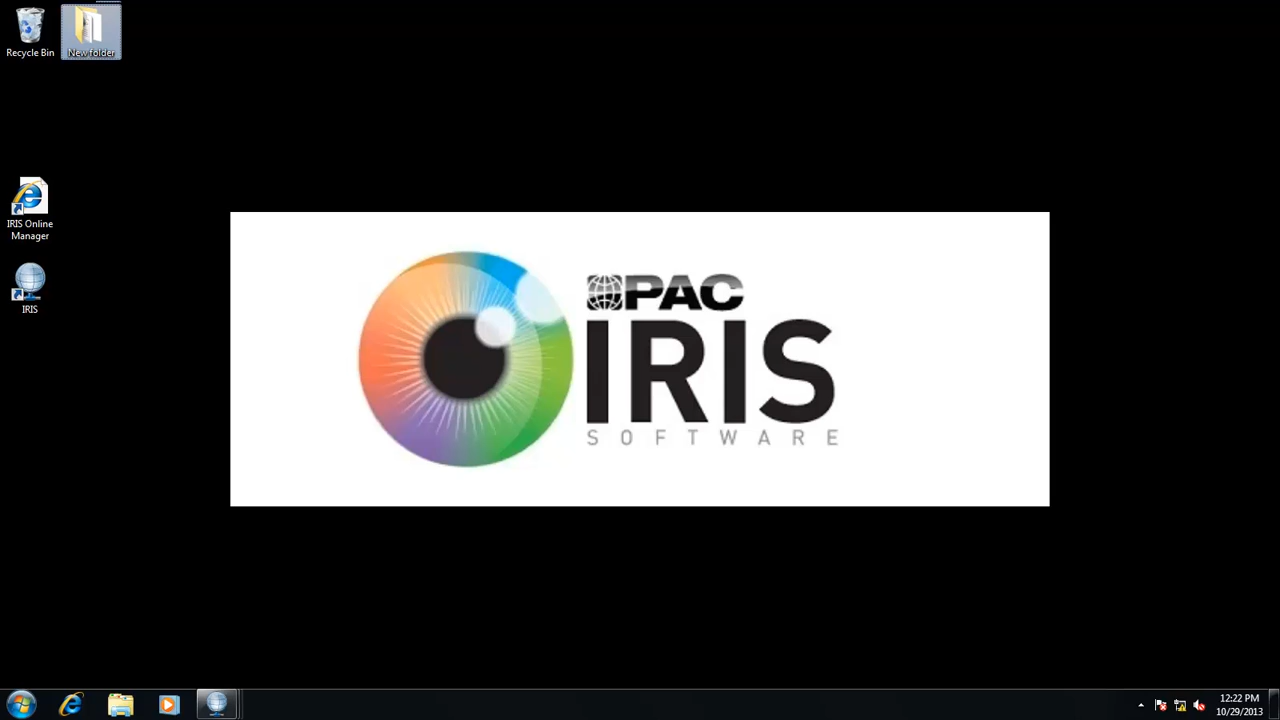 Recycle Bin
New folder
IRIS Online
Manager
IRIS
PAC
IRIS
SOFTWARE
12:22 PM
10/29/2013